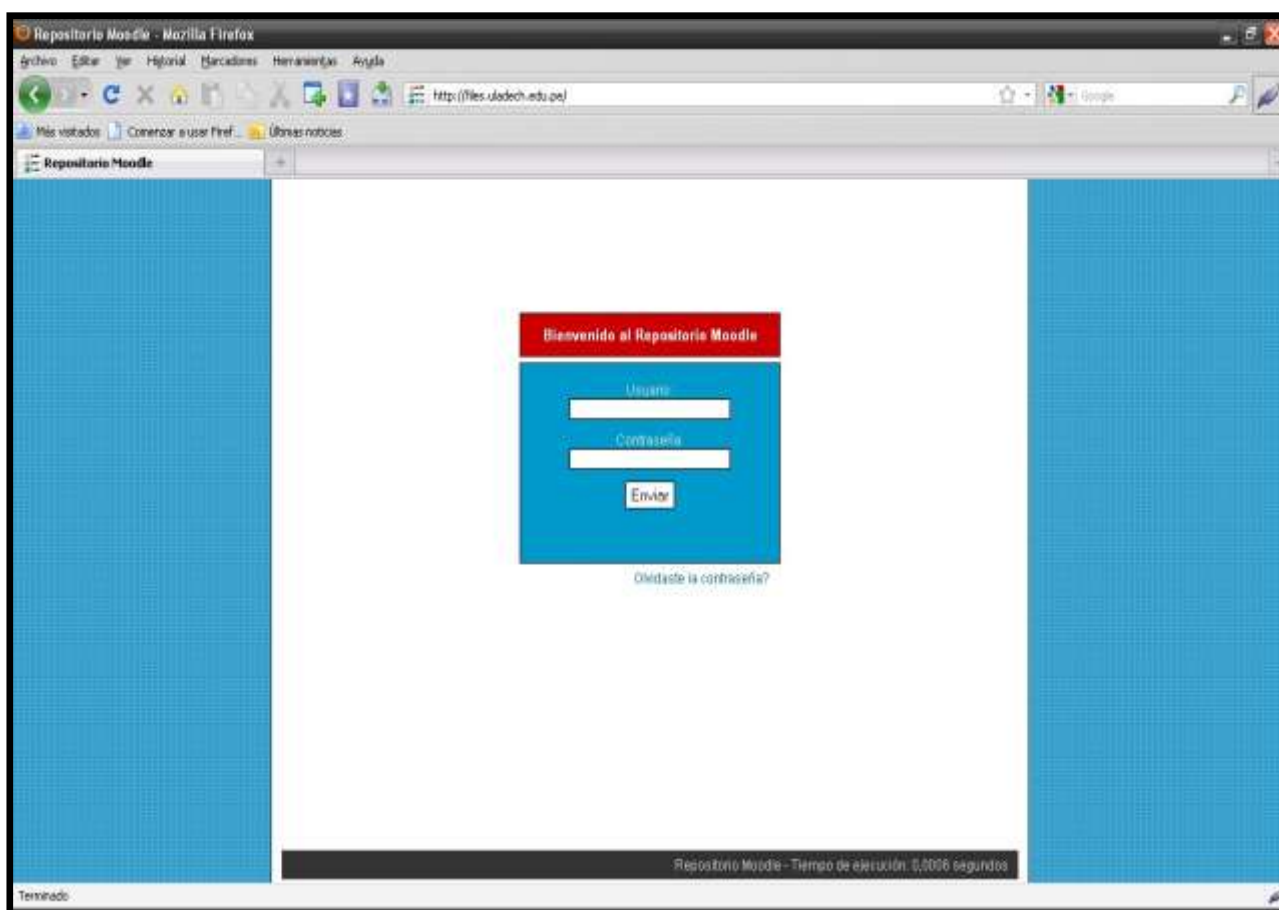 Repositorio Moodle - Mozilla Firefox
Archivo Editar Ver Historial Marcadores Herramientas Ayuda
http://files.uladech.edu.pe/
Google
Más visitados Comenzar a usar Firef... Últimas noticias
Repositorio Moodle
Bienvenido al Repositorio Moodle
Usuario
Contraseña
Enviar
Olvidaste la contraseña?
Repositorio Moodle - Tiempo de ejecución: 0,0006 segundos
Terminado